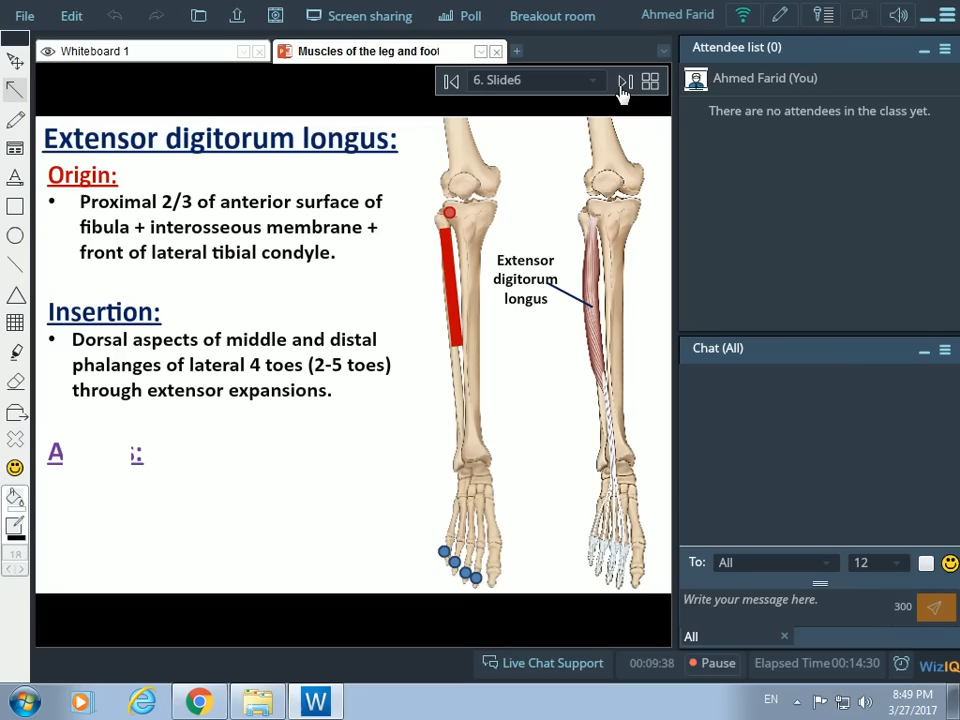 File
Edit
Screen sharing
Poll
Breakout room
Ahmed Farid
Whiteboard 1
Muscles of the leg and foot
6. Slide6
Extensor digitorum longus:
Origin:
• Proximal 2/3 of anterior surface of
fibula + interosseous membrane +
front of lateral tibial condyle.
Insertion:
• Dorsal aspects of middle and distal
phalanges of lateral 4 toes (2-5 toes)
through extensor expansions.
A s:
Extensor
digitorum
longus
Attendee list (0)
Ahmed Farid (You)
There are no attendees in the class yet.
Chat (All)
To: All
12
Write your message here.
300
All
18
Live Chat Support
00:09:38
Pause
Elapsed Time 00:14:30
WizIQ
EN
8:49 PM
3/27/2017